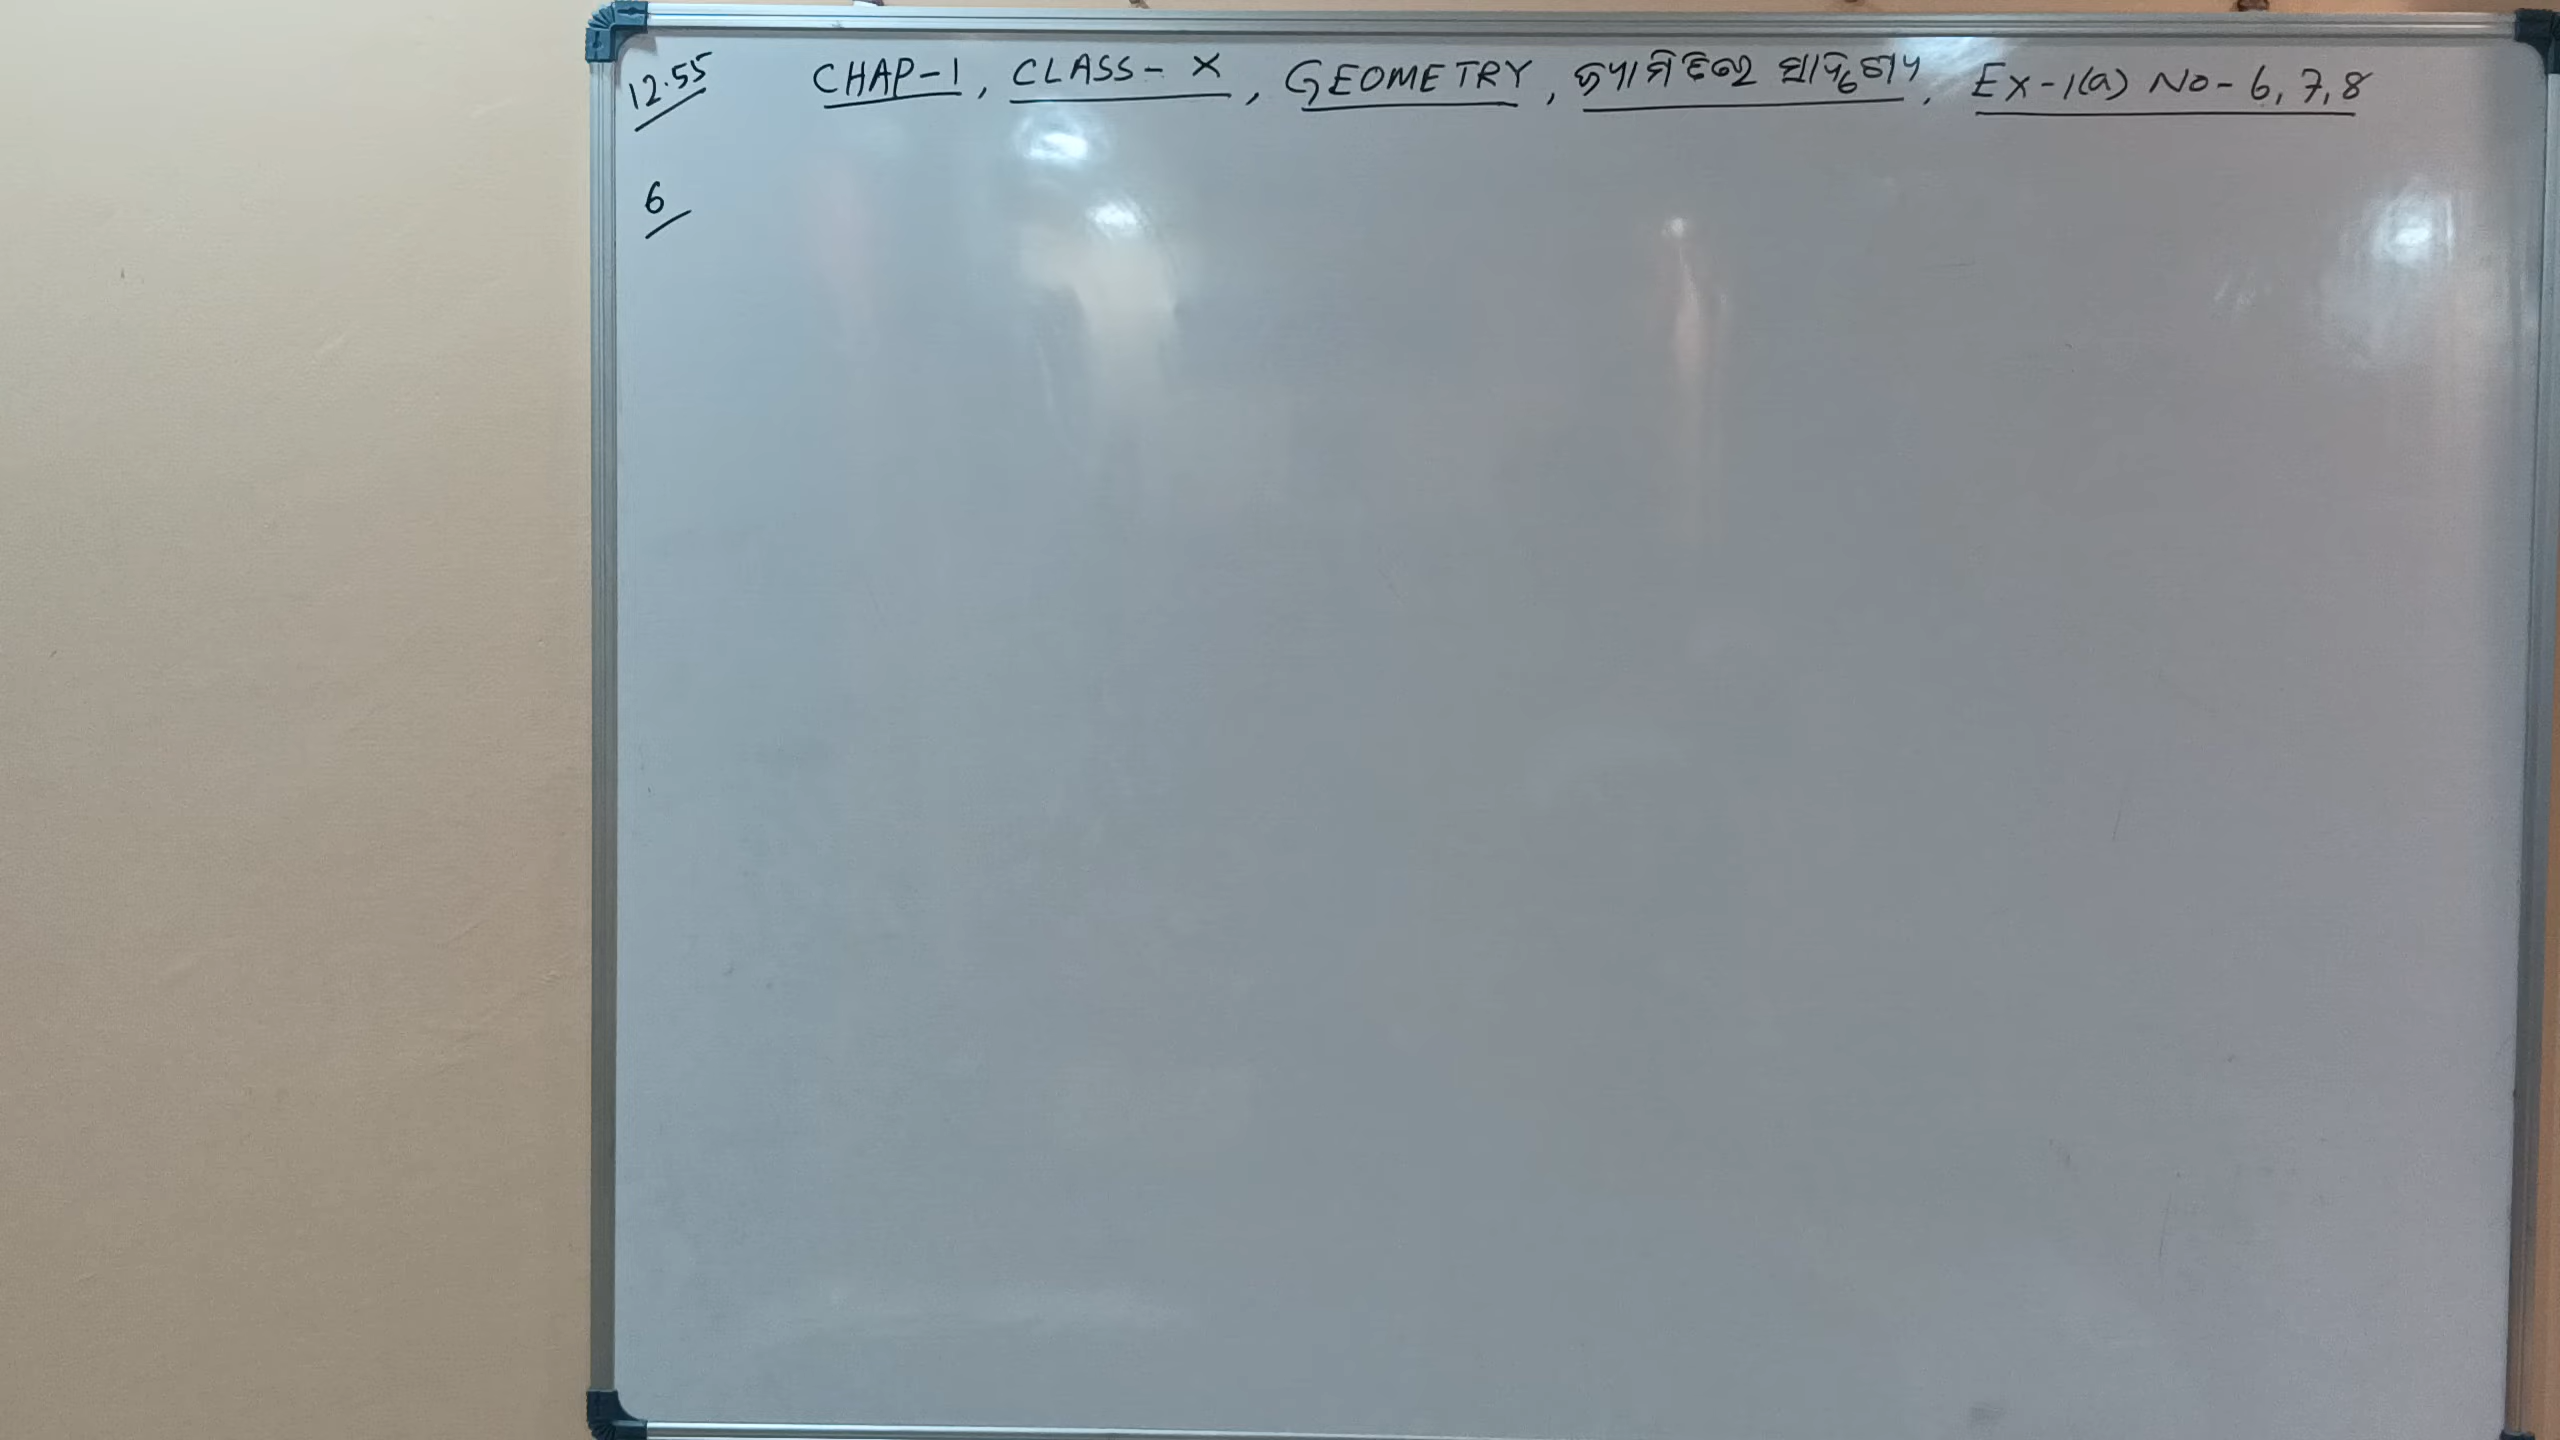 12.55 CHAP-1, CLASS- X, GEOMETRY, ଜ୍ୟାମିତିରେ ସାଦୃଶ୍ୟ, Ex-1(a) No- 6, 7, 8
6